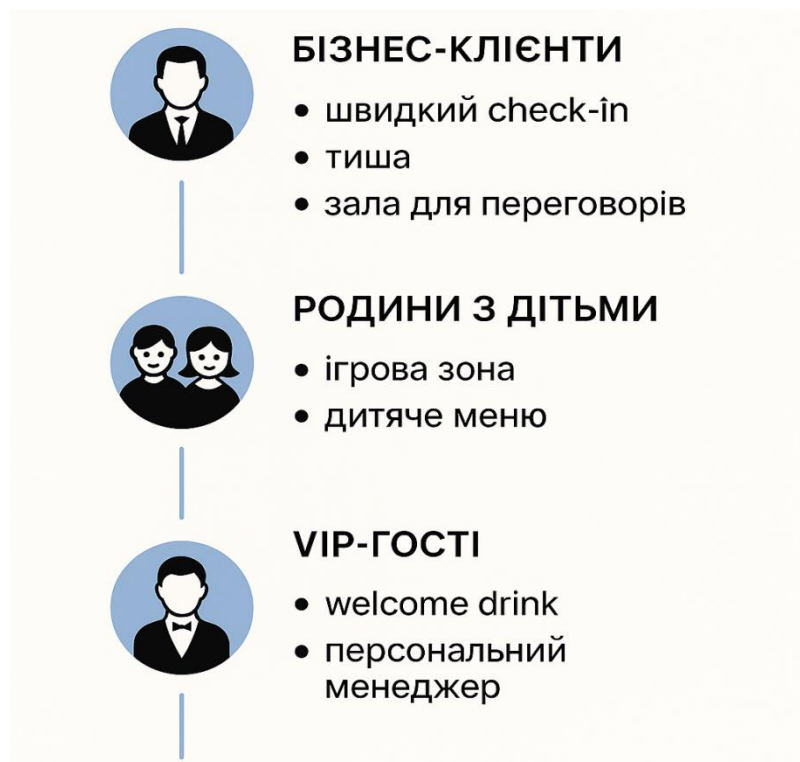 БІЗНЕС-КЛІЄНТИ
• швидкий check-în
• тиша
• зала для переговорів
РОДИНИ З ДІТЬМИ
• ігрова зона
• дитяче меню
VIP-ГОСТІ
• welcome drink
• персональний
менеджер